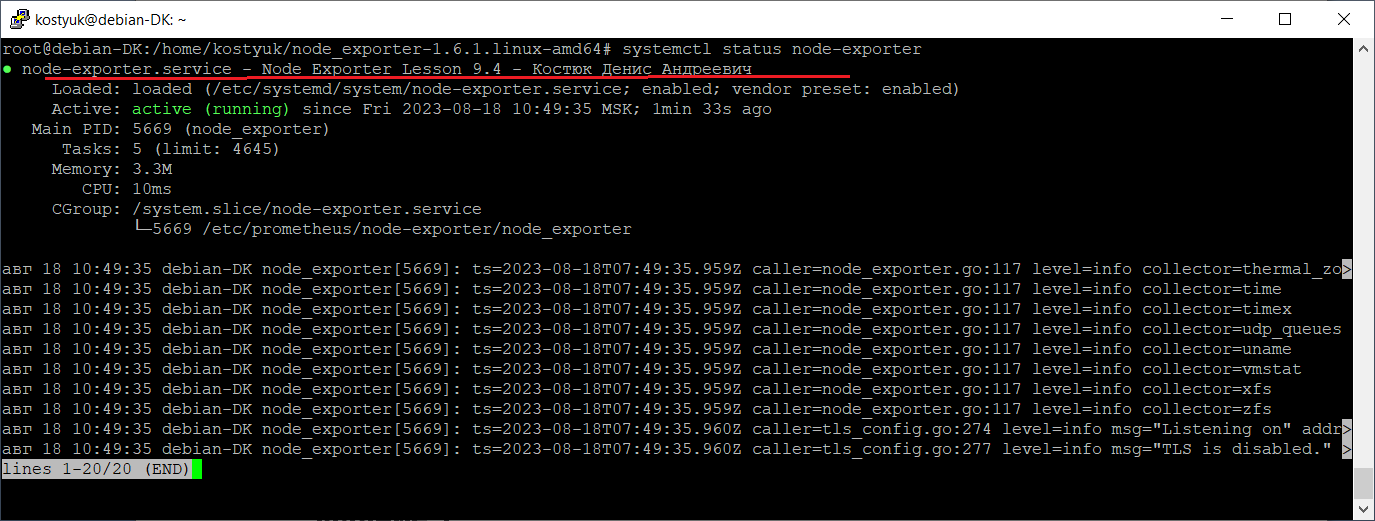 kostyuk@debian-DK: ~
root@debian-DK:/home/kostyuk/node_exporter-1.6.1.linux-amd64# systemctl status node-exporter
● node-exporter.service - Node Exporter Lesson 9.4 - Костюк Денис Андреевич
Loaded: loaded (/etc/systemd/system/node-exporter.service; enabled; vendor preset: enabled)
Active: active (running) since Fri 2023-08-18 10:49:35 MSK; 1min 33s ago
Main PID: 5669 (node_exporter)
Tasks: 5 (limit: 4645)
Memory: 3.3M
CPU: 10ms
CGroup: /system.slice/node-exporter.service
└─5669 /etc/prometheus/node-exporter/node_exporter
авг 18 10:49:35 debian-DK node_exporter[5669]: ts=2023-08-18T07:49:35.959Z caller=node_exporter.go:117 level=info collector=thermal_zo>
авг 18 10:49:35 debian-DK node_exporter[5669]: ts=2023-08-18T07:49:35.959Z caller=node_exporter.go:117 level=info collector=time
авг 18 10:49:35 debian-DK node_exporter[5669]: ts=2023-08-18T07:49:35.959Z caller=node_exporter.go:117 level=info collector=timex
авг 18 10:49:35 debian-DK node_exporter[5669]: ts=2023-08-18T07:49:35.959Z caller=node_exporter.go:117 level=info collector=udp_queues
авг 18 10:49:35 debian-DK node_exporter[5669]: ts=2023-08-18T07:49:35.959Z caller=node_exporter.go:117 level=info collector=uname
авг 18 10:49:35 debian-DK node_exporter[5669]: ts=2023-08-18T07:49:35.959Z caller=node_exporter.go:117 level=info collector=vmstat
авг 18 10:49:35 debian-DK node_exporter[5669]: ts=2023-08-18T07:49:35.959Z caller=node_exporter.go:117 level=info collector=xfs
авг 18 10:49:35 debian-DK node_exporter[5669]: ts=2023-08-18T07:49:35.959Z caller=node_exporter.go:117 level=info collector=zfs
авг 18 10:49:35 debian-DK node_exporter[5669]: ts=2023-08-18T07:49:35.960Z caller=tls_config.go:274 level=info msg="Listening on" addr>
авг 18 10:49:35 debian-DK node_exporter[5669]: ts=2023-08-18T07:49:35.960Z caller=tls_config.go:277 level=info msg="TLS is disabled." >
lines 1-20/20 (END)